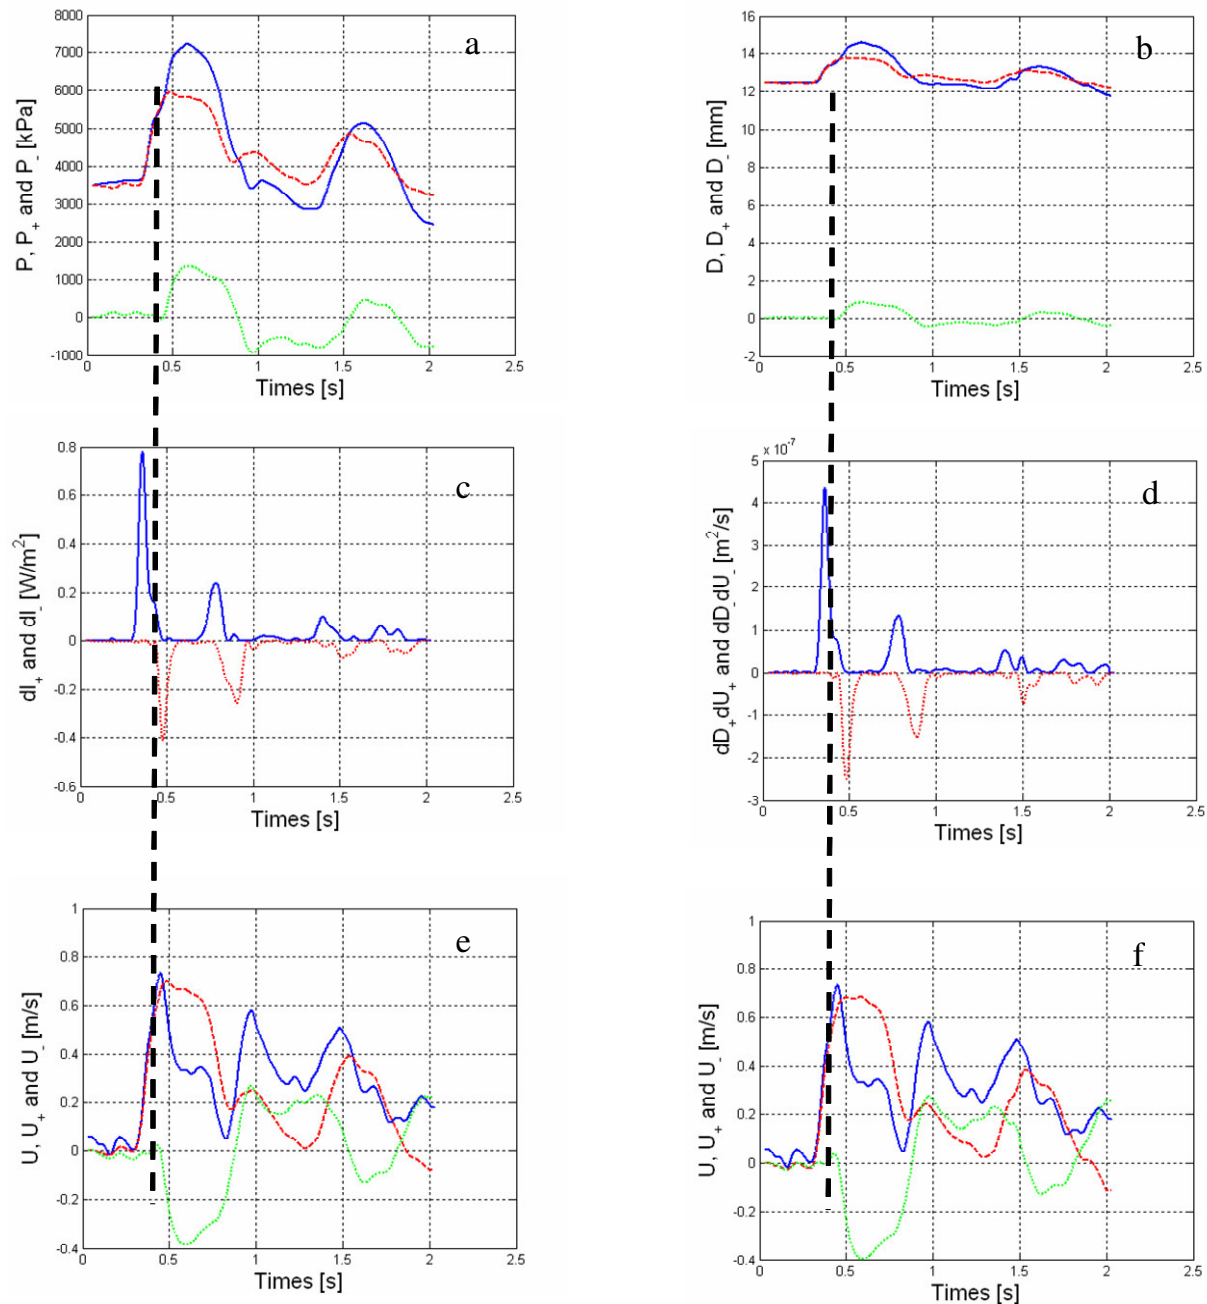 a
8000
7000
6000
5000
4000
3000
2000
1000
0
-1000
P, P₊ and P₋ [kPa]
0 0.5 1 1.5 2 2.5
Times [s]
b
16
14
12
10
8
6
4
2
0
-2
D, D₊ and D₋ [mm]
0 0.5 1 1.5 2 2.5
Times [s]
c
0.8
0.6
0.4
0.2
0
-0.2
-0.4
-0.6
dI₊ and dI₋ [W/m²]
0 0.5 1 1.5 2 2.5
Times [s]
x 10⁻⁷
d
5
4
3
2
1
0
-1
-2
-3
dD₊dU₊ and dD₋dU₋ [m²/s]
0 0.5 1 1.5 2 2.5
Times [s]
e
1
0.8
0.6
0.4
0.2
0
-0.2
-0.4
U, U₊ and U₋ [m/s]
0 0.5 1 1.5 2 2.5
Times [s]
f
1
0.8
0.6
0.4
0.2
0
-0.2
-0.4
U, U₊ and U₋ [m/s]
0 0.5 1 1.5 2 2.5
Times [s]